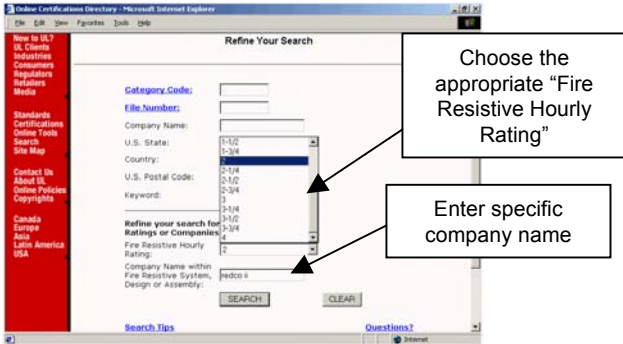 Online Certifications Directory - Microsoft Internet Explorer
File Edit View Favorites Tools Help
New to UL?
UL Clients
Industries
Consumers
Regulators
Retailers
Media
Standards
Certifications
Online Tools
Search
Site Map
Contact Us
About UL
Online Policies
Copyrights
Canada
Europe
Asia
Latin America
USA
Refine Your Search
Category Code:
File Number:
Company Name:
U.S. State:
Country:
U.S. Postal Code:
Keyword:
1-1/2
1-3/4
2
2-1/4
2-1/2
2-3/4
3
3-1/4
3-1/2
3-3/4
4
Refine your search for
Ratings or Companies
Fire Resistive Hourly
Rating:
2
Company Name within
Fire Resistive System,
Design or Assembly:
redco ii
SEARCH CLEAR
Search Tips Questions?
Internet
Choose the
appropriate “Fire
Resistive Hourly
Rating”
Enter specific
company name